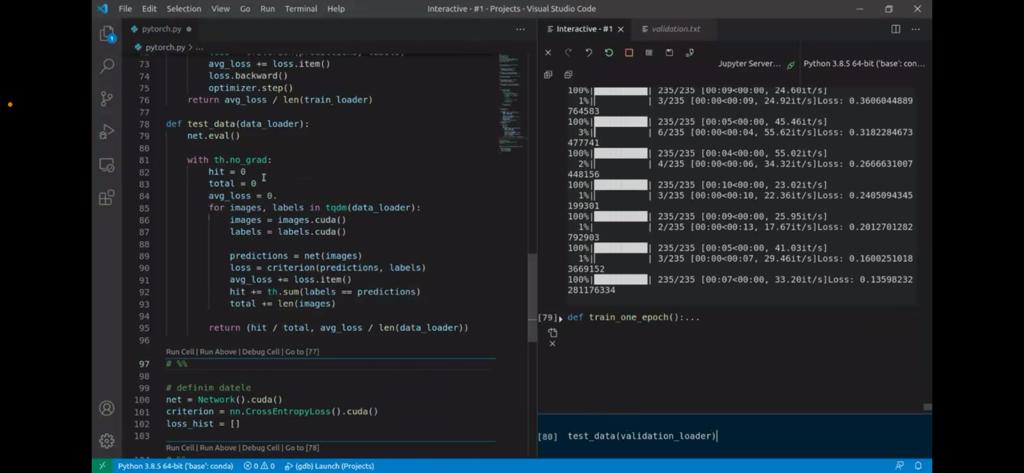 File Edit Selection View Go Run Terminal Help
Interactive - #1 - Projects - Visual Studio Code
pytorch.py
pytorch.py > ...
73 avg_loss += loss.item()
74 loss.backward()
75 optimizer.step()
76 return avg_loss / len(train_loader)
77
78 def test_data(data_loader):
79 net.eval()
80
81 with th.no_grad:
82 hit = 0
83 total = 0
84 avg_loss = 0.
85 for images, labels in tqdm(data_loader):
86 images = images.cuda()
87 labels = labels.cuda()
88
89 predictions = net(images)
90 loss = criterion(predictions, labels)
91 avg_loss += loss.item()
92 hit += th.sum(labels == predictions)
93 total += len(images)
94
95 return (hit / total, avg_loss / len(data_loader))
96
Run Cell | Run Above | Debug Cell | Go to [77]
97 # %%
98
99 # definim datele
100 net = Network().cuda()
101 criterion = nn.CrossEntropyLoss().cuda()
102 loss_hist = []
103
Run Cell | Run Above | Debug Cell | Go to [78]
Interactive - #1
validation.txt
Jupyter Server...
Python 3.8.5 64-bit ('base': con...
100%| | 235/235 [00:09<00:00, 24.60it/s]
1%| | 3/235 [00:00<00:09, 24.92it/s]Loss: 0.3606044889
764583
100%| | 235/235 [00:05<00:00, 45.46it/s]
3%| | 6/235 [00:00<00:04, 55.62it/s]Loss: 0.3182284673
477741
100%| | 235/235 [00:04<00:00, 55.02it/s]
2%| | 4/235 [00:00<00:06, 34.32it/s]Loss: 0.2666631007
448156
100%| | 235/235 [00:10<00:00, 23.02it/s]
1%| | 3/235 [00:00<00:10, 22.36it/s]Loss: 0.2405094345
199301
100%| | 235/235 [00:09<00:00, 25.95it/s]
1%| | 2/235 [00:00<00:13, 17.67it/s]Loss: 0.2012701282
792903
100%| | 235/235 [00:05<00:00, 41.03it/s]
1%| | 3/235 [00:00<00:07, 29.46it/s]Loss: 0.1600251018
3669152
100%| | 235/235 [00:07<00:00, 33.20it/s]Loss: 0.13598232
281176334
[79] def train_one_epoch():...
[80] test_data(validation_loader)
Python 3.8.5 64-bit ('base': conda) 0 0 (gdb) Launch (Projects)